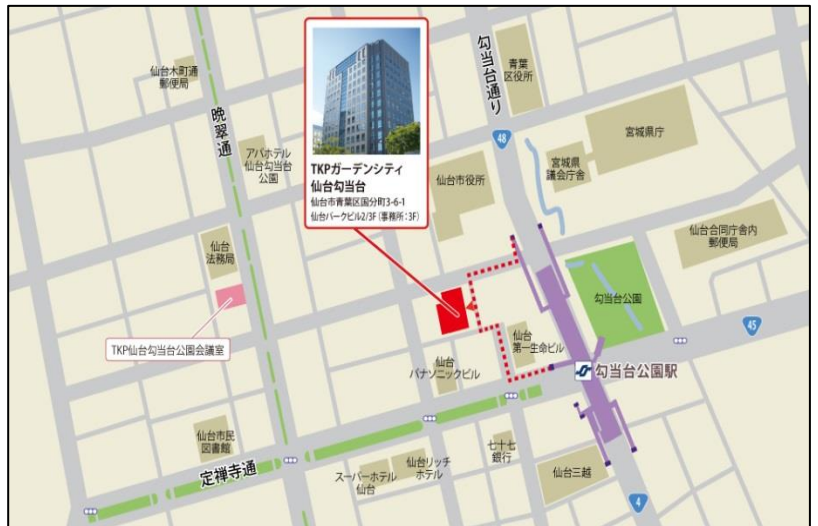 仙台木町通
郵便局
晩翠通
アパホテル
仙台勾当台
公園
TKPガーデンシティ
仙台勾当台
仙台市青葉区国分町3-6-1
仙台パークビル2/3F (事務所:3F)
勾当台通り
青葉
区役所
48
宮城県庁
宮城県
議会庁舎
仙台市役所
仙台合同庁舎内
郵便局
仙台
法務局
勾当台公園
45
TKP仙台勾当台公園会議室
仙台
第一生命ビル
仙台
パナソニックビル
勾当台公園駅
仙台市民
図書館
定禅寺通
スーパーホテル
仙台
仙台リッチ
ホテル
七十七
銀行
仙台三越
4